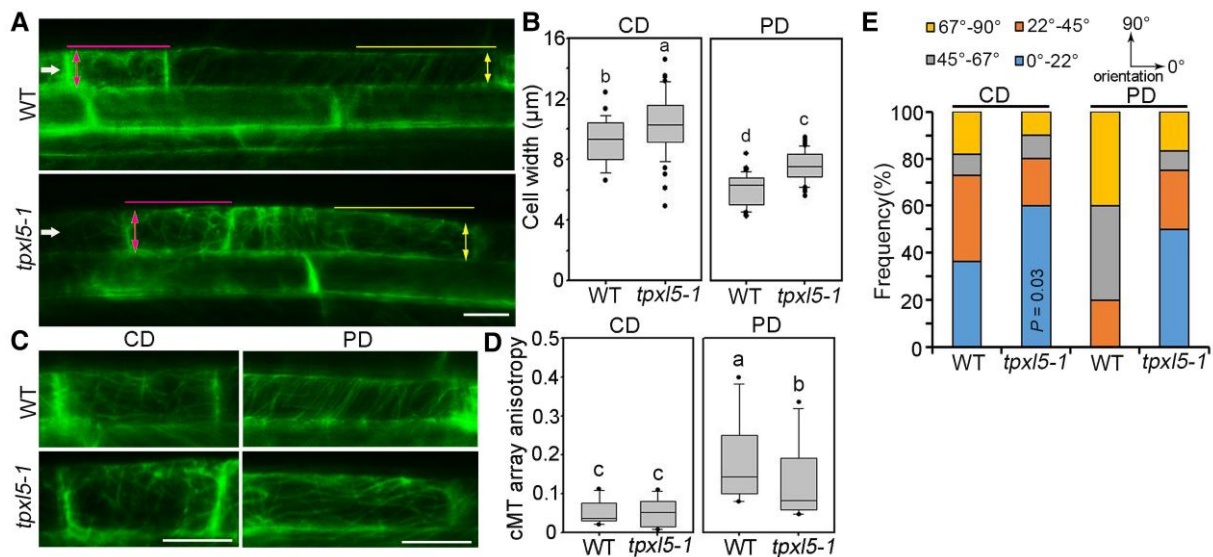 A
WT
tpxl5-1
B
CD PD
Cell width (µm)
16
12
8
4
0
b
a
d
c
WT tpxl5-1 WT tpxl5-1
C
CD PD
WT
tpxl5-1
D
CD PD
cMT array anisotropy
0.5
0.4
0.3
0.2
0.1
0
c
c
a
b
WT tpxl5-1 WT tpxl5-1
E
67°-90° 22°-45°
45°-67° 0°-22°
90°
0°
orientation
CD PD
Frequency(%)
100
80
60
40
20
0
P = 0.03
WT tpxl5-1 WT tpxl5-1